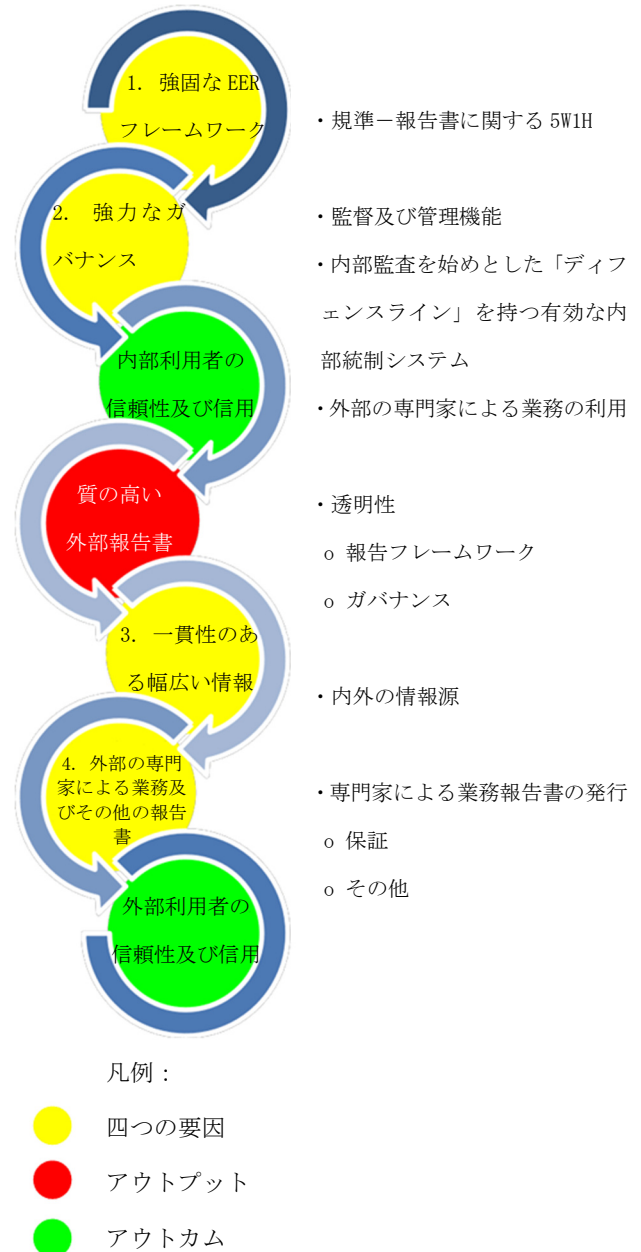 1. 強固な EER
フレームワーク
・規準－報告書に関する 5W1H
2. 強力なガ
バナンス
・監督及び管理機能
・内部監査を始めとした「ディフ
ェンスライン」を持つ有効な内
部統制システム
・外部の専門家による業務の利用
内部利用者の
信頼性及び信用
質の高い
外部報告書
・透明性
o 報告フレームワーク
o ガバナンス
3. 一貫性のあ
る幅広い情報
・内外の情報源
4. 外部の専門
家による業務及
びその他の報告
書
・専門家による業務報告書の発行
o 保証
o その他
外部利用者の
信頼性及び信用
凡例：
四つの要因
アウトプット
アウトカム